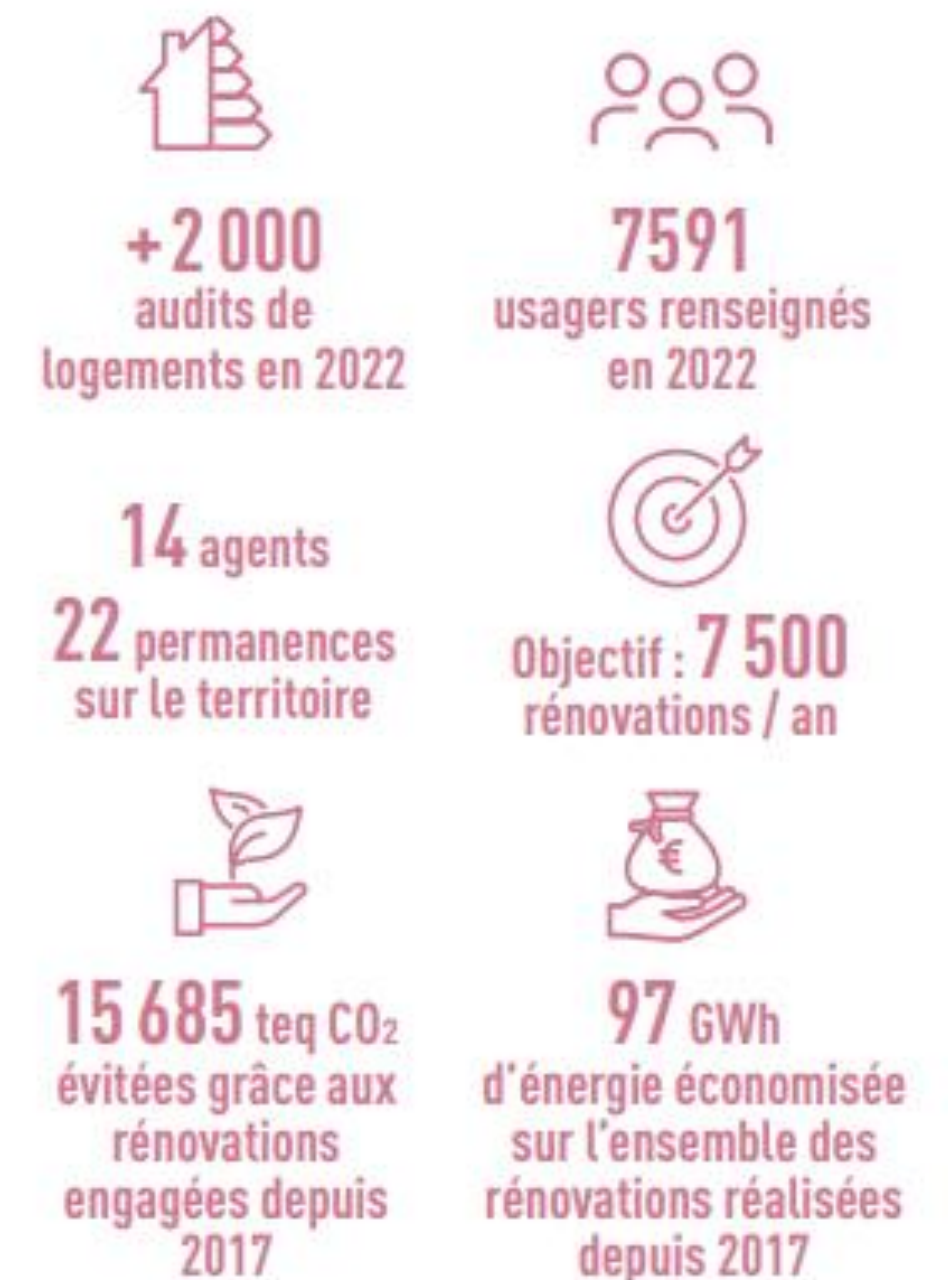 +2 000
audits de
logements en 2022
7591
usagers renseignés
en 2022
14 agents
22 permanences
sur le territoire
Objectif : 7 500
rénovations / an
15 685 teq CO2
évitées grâce aux
rénovations
engagées depuis
2017
€
97 GWh
d'énergie économisée
sur l'ensemble des
rénovations réalisées
depuis 2017